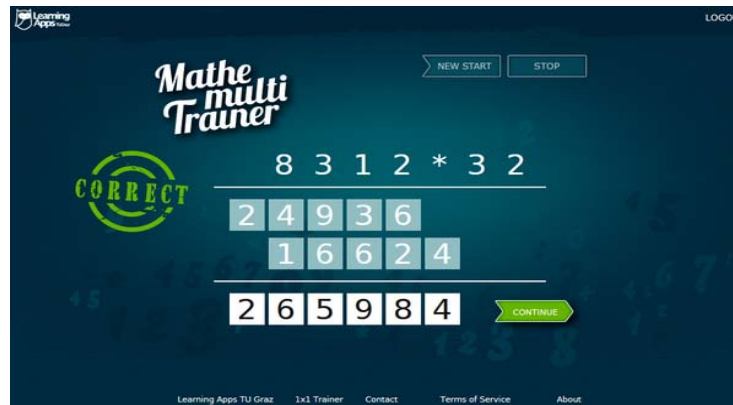 Learning
Apps TU Graz
LOGO
Mathe
multi
Trainer
NEW START
STOP
8 3 1 2 * 3 2
CORRECT
2 4 9 3 6
1 6 6 2 4
2 6 5 9 8 4
CONTINUE
Learning Apps TU Graz 1x1 Trainer Contact Terms of Service About